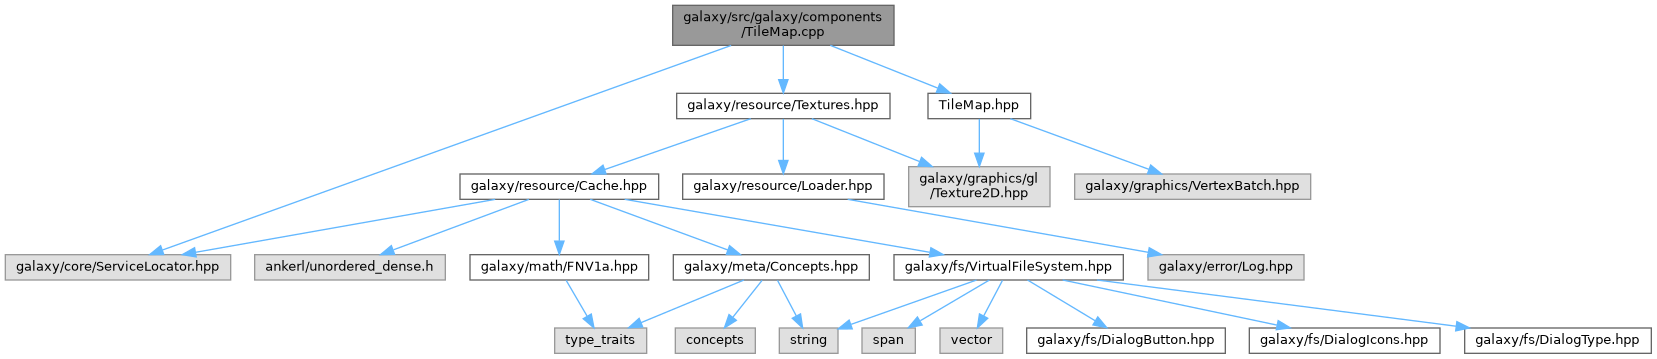 galaxy/src/galaxy/components
/TileMap.cpp
galaxy/resource/Textures.hpp
TileMap.hpp
galaxy/resource/Cache.hpp
galaxy/resource/Loader.hpp
galaxy/graphics/gl
/Texture2D.hpp
galaxy/graphics/VertexBatch.hpp
galaxy/core/ServiceLocator.hpp
ankerl/unordered_dense.h
galaxy/math/FNV1a.hpp
galaxy/meta/Concepts.hpp
galaxy/fs/VirtualFileSystem.hpp
galaxy/error/Log.hpp
type_traits
concepts
string
span
vector
galaxy/fs/DialogButton.hpp
galaxy/fs/DialogIcons.hpp
galaxy/fs/DialogType.hpp